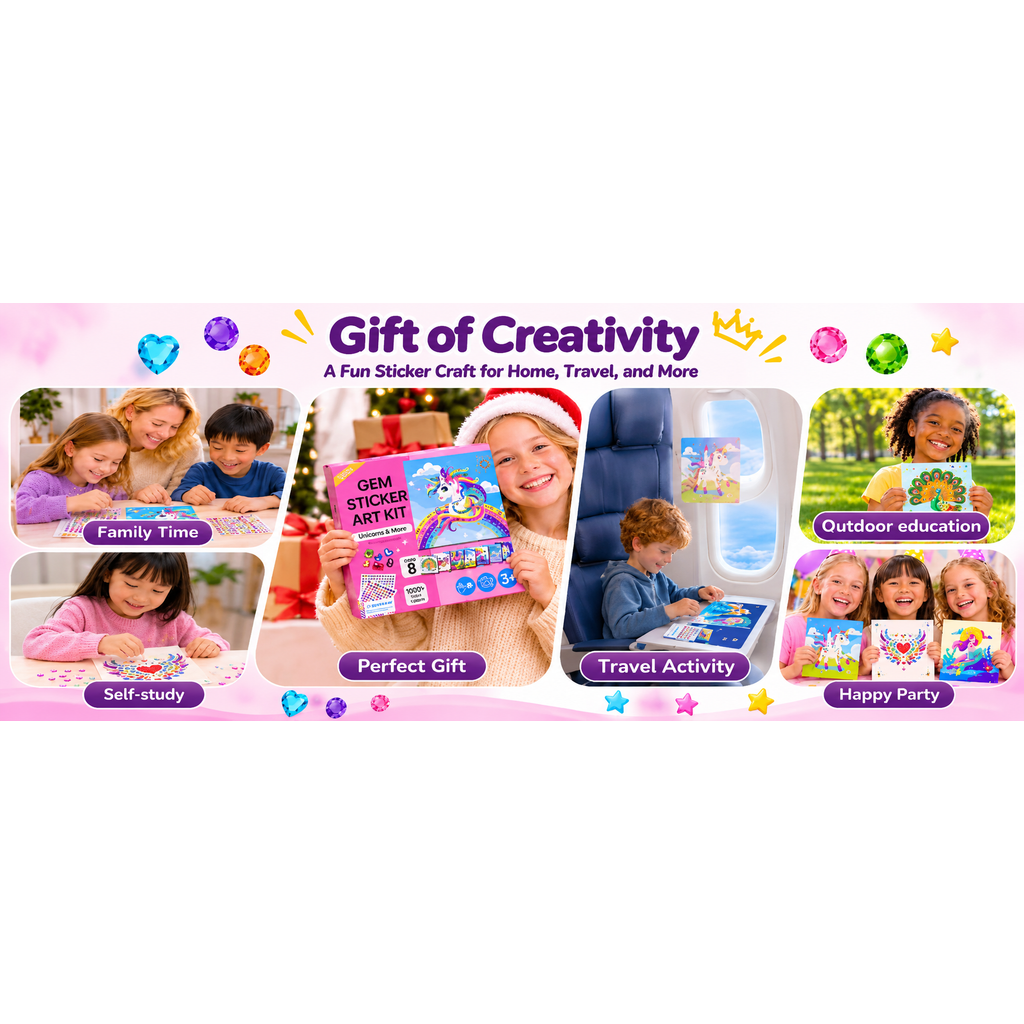 Gift of Creativity
A Fun Sticker Craft for Home, Travel, and More
Family Time
GEM
STICKER
ART KIT
Unicorns & More
8
1000+
3+
Perfect Gift
Travel Activity
Outdoor education
Self-study
Happy Party